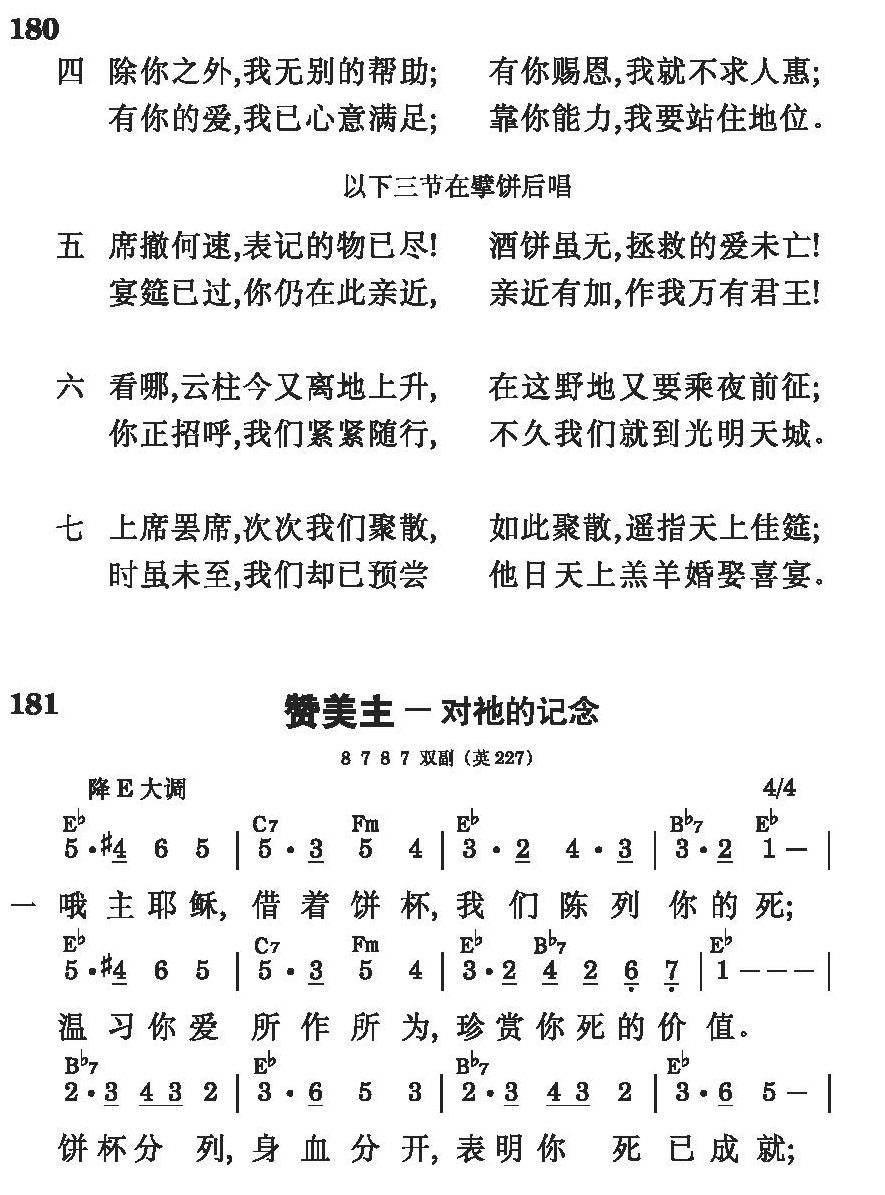 180
四 除你之外,我无别的帮助; 有你赐恩,我就不求人惠;
有你的爱,我已心意满足; 靠你能力,我要站住地位。
以下三节在擘饼后唱
五 席撤何速,表记的物已尽! 酒饼虽无,拯救的爱未亡!
宴筵已过,你仍在此亲近, 亲近有加,作我万有君王!
六 看哪,云柱今又离地上升, 在这野地又要乘夜前征;
你正招呼,我们紧紧随行, 不久我们就到光明天城。
七 上席罢席,次次我们聚散, 如此聚散,遥指天上佳筵;
时虽未至,我们却已预尝 他日天上羔羊婚娶喜宴。
181 赞美主 — 对祂的记念
8 7 8 7 双副 (英 227)
降 E 大调 4/4
E♭ C7 Fm E♭ B♭7 E♭
5 · ♯4 6 5 | 5 · 3 5 4 | 3 · 2 4 · 3 | 3 · 2 1 — |
一 哦 主 耶 稣, 借 着 饼 杯, 我 们 陈 列 你 的 死;
E♭ C7 Fm E♭ B♭7 E♭
5 · ♯4 6 5 | 5 · 3 5 4 | 3 · 2 4 2 6̣ 7̣ | 1 — — — |
温 习 你 爱 所 作 所 为, 珍 赏 你 死 的 价 值。
B♭7 E♭ B♭7 E♭
2 · 3 4 3 2 | 3 · 6 5 3 | 2 · 3 4 3 2 | 3 · 6 5 — |
饼 杯 分 列, 身 血 分 开, 表 明 你 死 已 成 就;